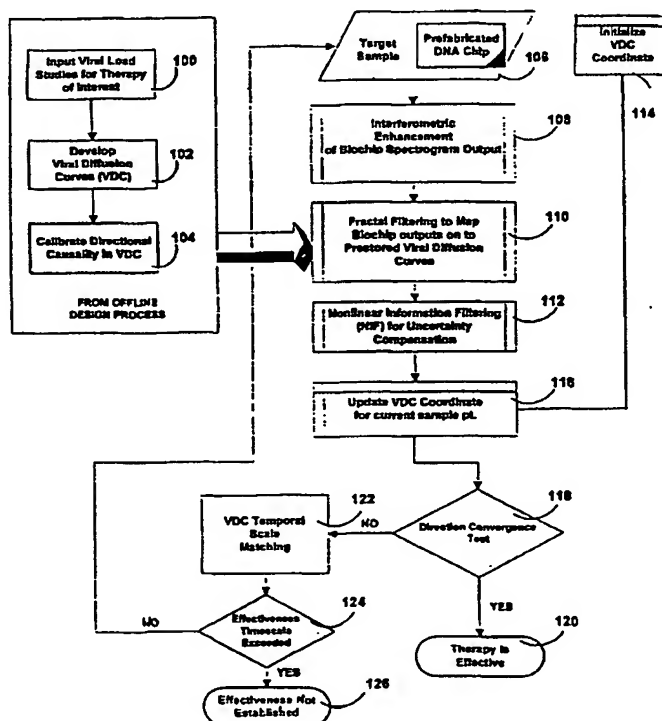 Input Viral Load
Studies for Therapy
of Interest
100
Develop
Viral Diffusion
Curves (VDC)
102
Calibrate Directional
Causality in VDC
104
FROM OFFLINE
DESIGN PROCESS
Target
Sample
Prefabricated
DNA Chip
106
Interferometric
Enhancement
of Biochip Spectrogram Output
108
Fractal Filtering to Map
Biochip outputs on to
Prestored Viral Diffusion
Curves
110
Nonlinear Information Filtering
(NIF) for Uncertainty
Compensation
112
Initialize
VDC
Coordinate
114
Update VDC Coordinate
for current sample pt.
116
Direction Convergence
Test
118
NO
YES
Therapy is
Effective
120
VDC Temporal
Scale
Matching
122
Effectiveness
Timescale
Exceeded
124
NO
YES
Effectiveness Not
Established
126